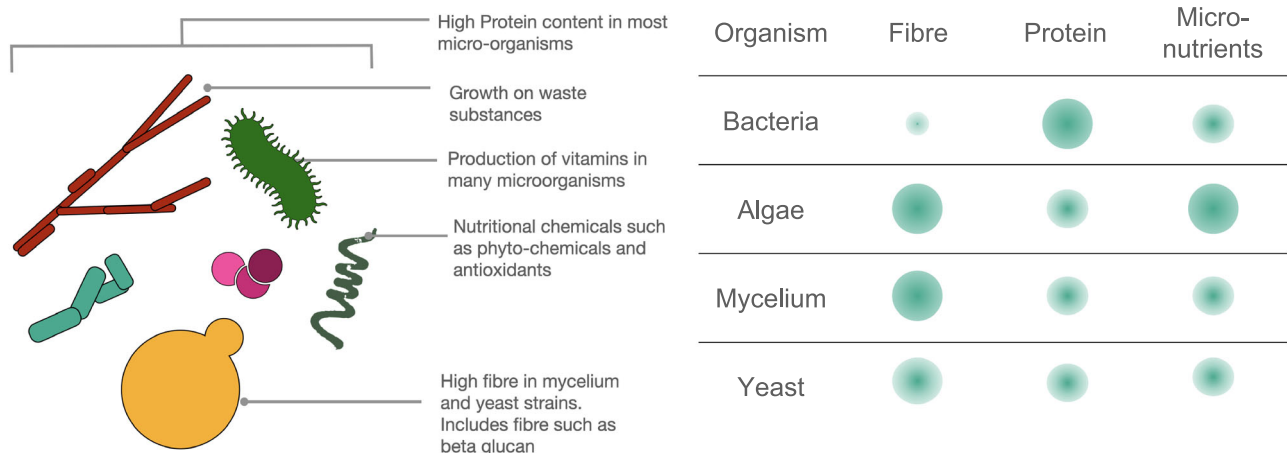 High Protein content in most
micro-organisms
Growth on waste
substances
Production of vitamins in
many microorganisms
Nutritional chemicals such
as phyto-chemicals and
antioxidants
High fibre in mycelium
and yeast strains.
Includes fibre such as
beta glucan
Organism Fibre Protein Micro-
nutrients
Bacteria
Algae
Mycelium
Yeast